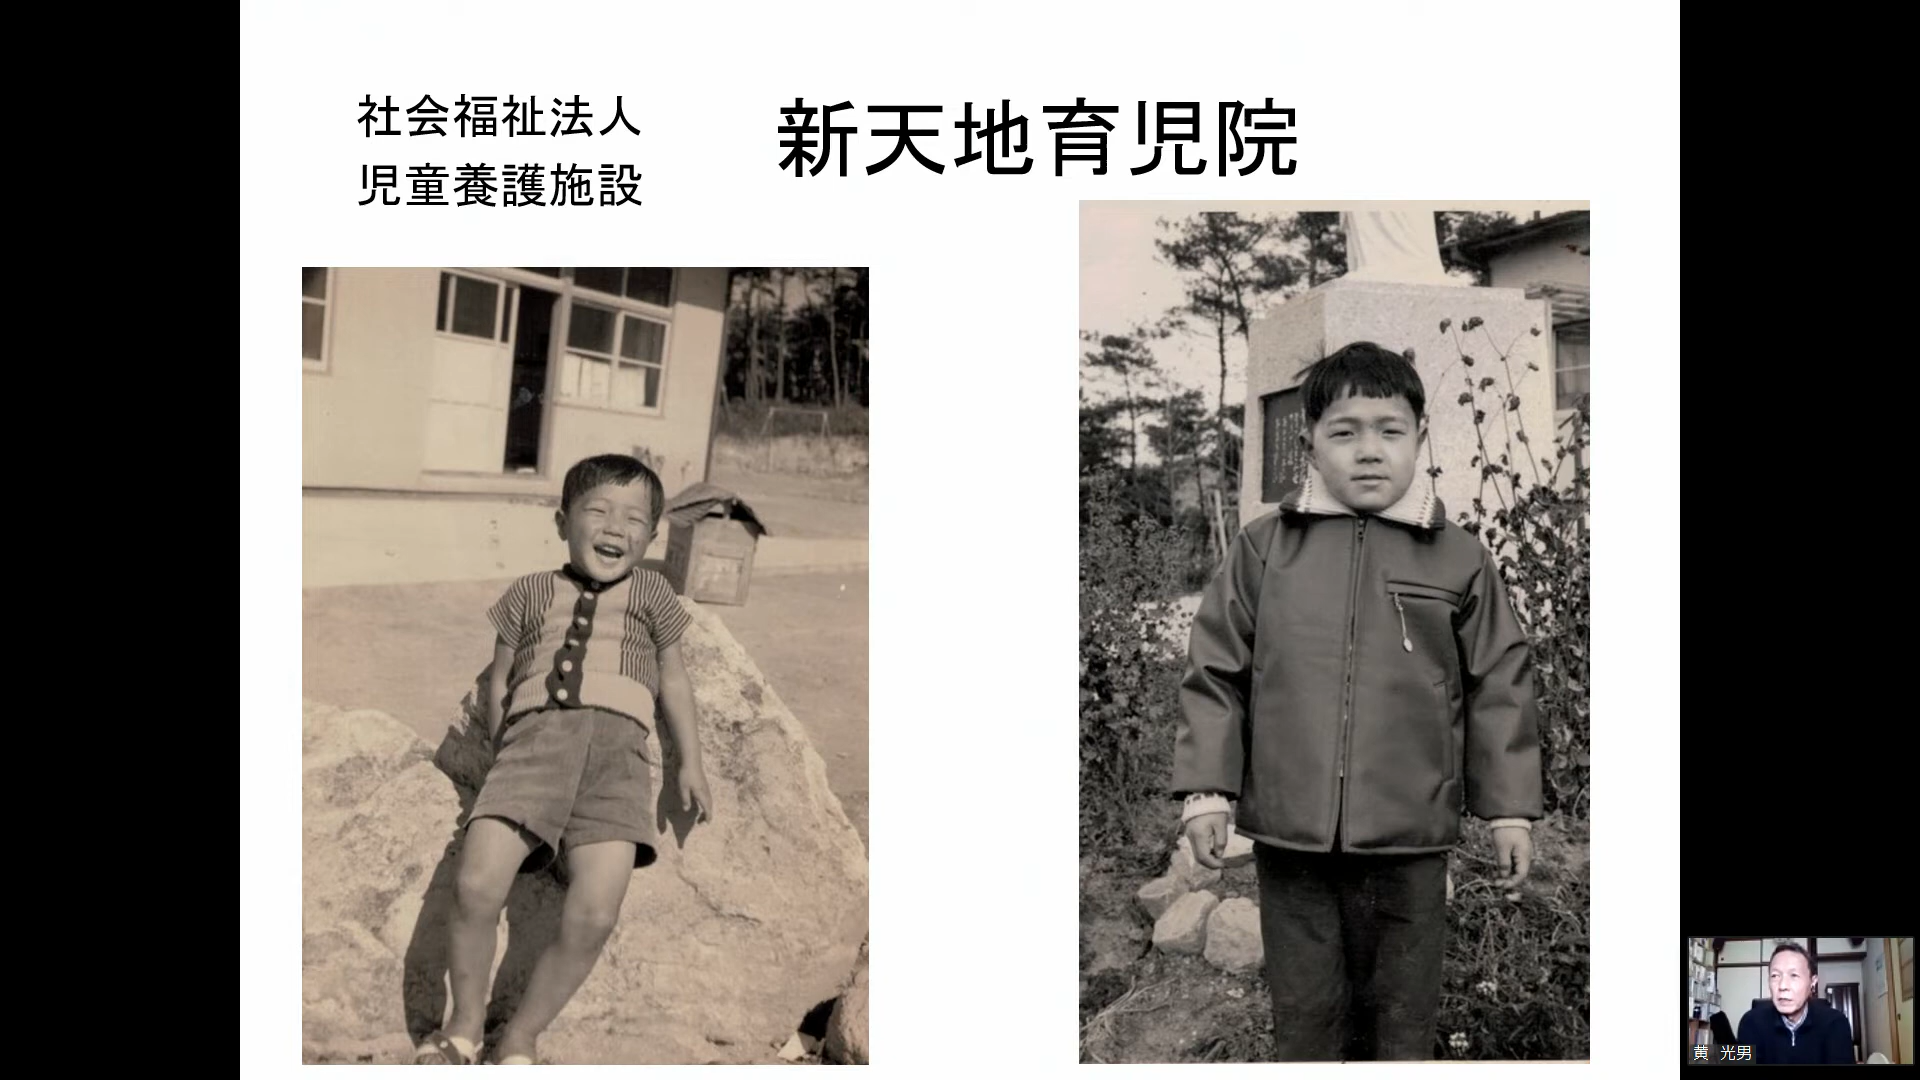 社会福祉法人
児童養護施設
新天地育児院
黄 光男